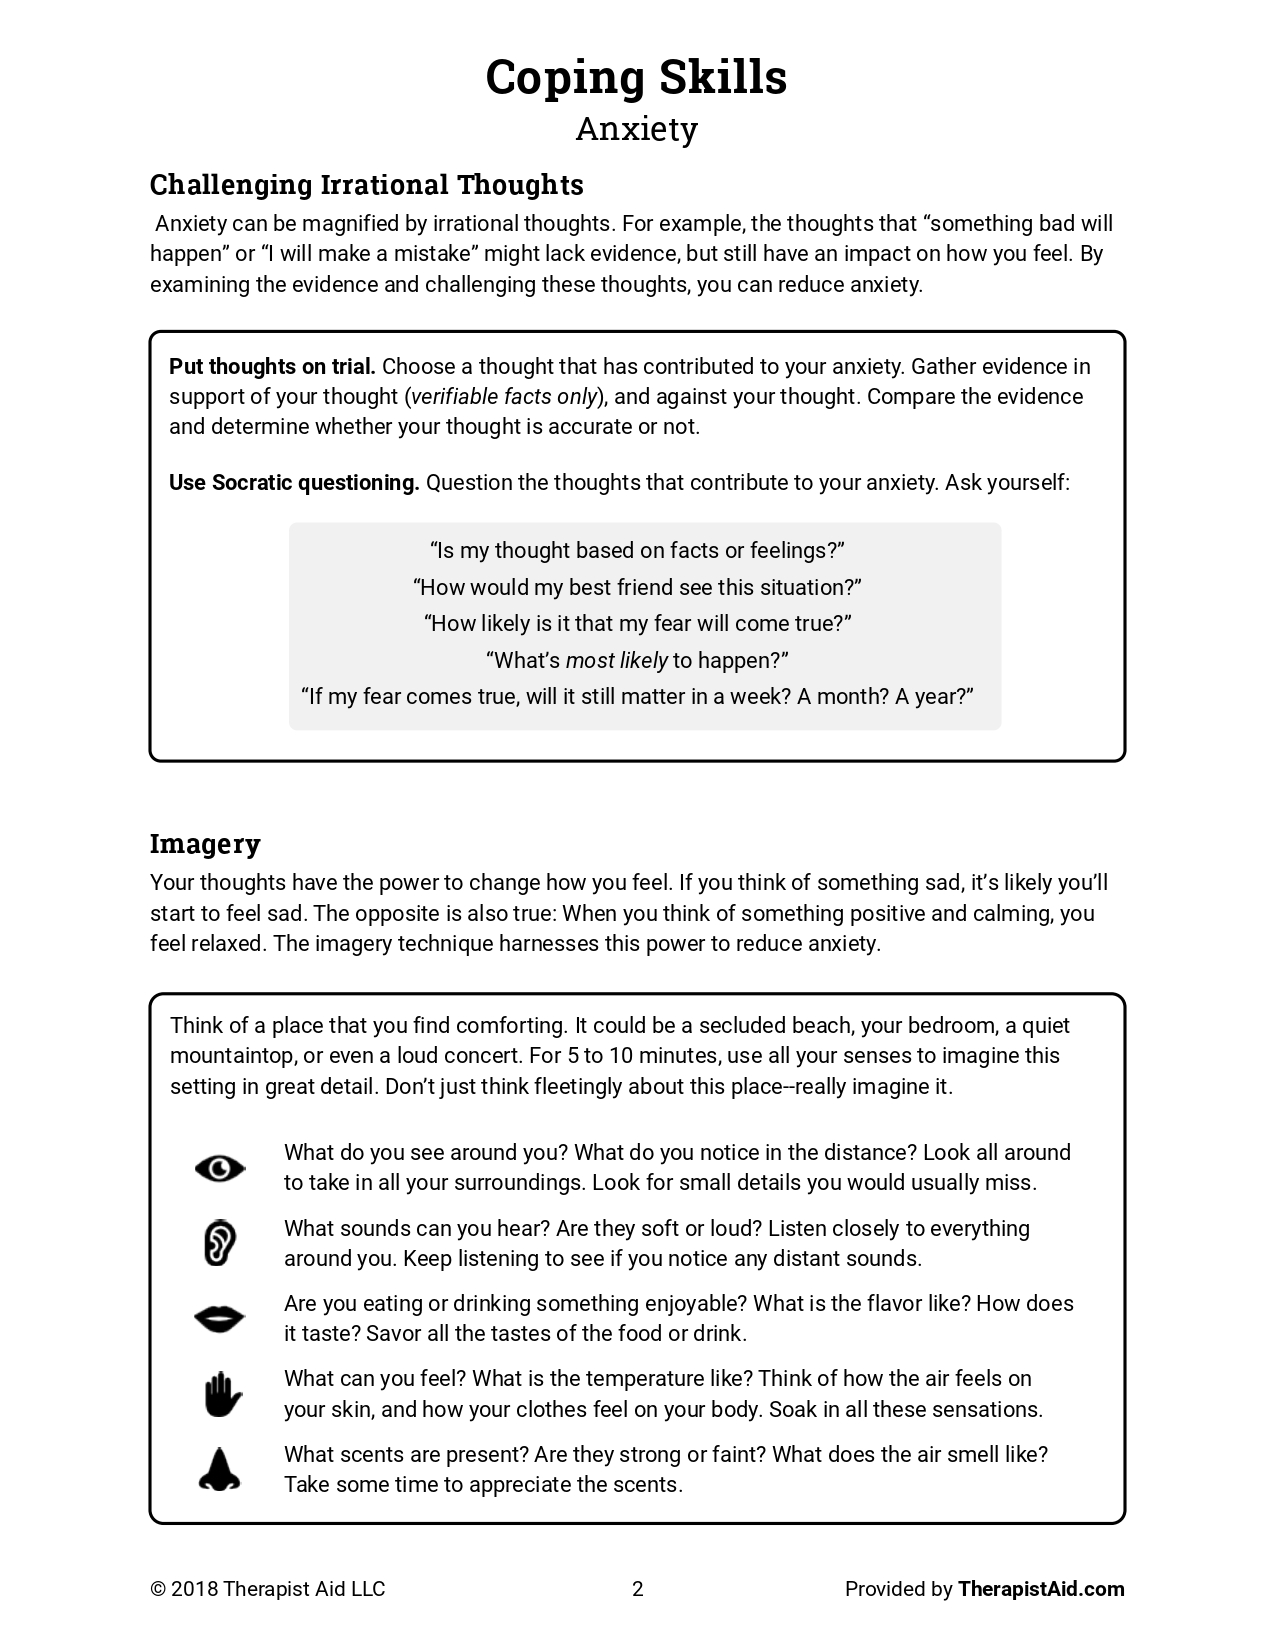 Coping Skills
Anxiety
Challenging Irrational Thoughts
Anxiety can be magnified by irrational thoughts. For example, the thoughts that “something bad will
happen” or “I will make a mistake” might lack evidence, but still have an impact on how you feel. By
examining the evidence and challenging these thoughts, you can reduce anxiety.
Put thoughts on trial. Choose a thought that has contributed to your anxiety. Gather evidence in
support of your thought (verifiable facts only), and against your thought. Compare the evidence
and determine whether your thought is accurate or not.
Use Socratic questioning. Question the thoughts that contribute to your anxiety. Ask yourself:
“Is my thought based on facts or feelings?”
“How would my best friend see this situation?”
“How likely is it that my fear will come true?”
“What’s most likely to happen?”
“If my fear comes true, will it still matter in a week? A month? A year?”
Imagery
Your thoughts have the power to change how you feel. If you think of something sad, it’s likely you’ll
start to feel sad. The opposite is also true: When you think of something positive and calming, you
feel relaxed. The imagery technique harnesses this power to reduce anxiety.
Think of a place that you find comforting. It could be a secluded beach, your bedroom, a quiet
mountaintop, or even a loud concert. For 5 to 10 minutes, use all your senses to imagine this
setting in great detail. Don’t just think fleetingly about this place--really imagine it.
What do you see around you? What do you notice in the distance? Look all around
to take in all your surroundings. Look for small details you would usually miss.
What sounds can you hear? Are they soft or loud? Listen closely to everything
around you. Keep listening to see if you notice any distant sounds.
Are you eating or drinking something enjoyable? What is the flavor like? How does
it taste? Savor all the tastes of the food or drink.
What can you feel? What is the temperature like? Think of how the air feels on
your skin, and how your clothes feel on your body. Soak in all these sensations.
What scents are present? Are they strong or faint? What does the air smell like?
Take some time to appreciate the scents.
© 2018 Therapist Aid LLC 2 Provided by TherapistAid.com